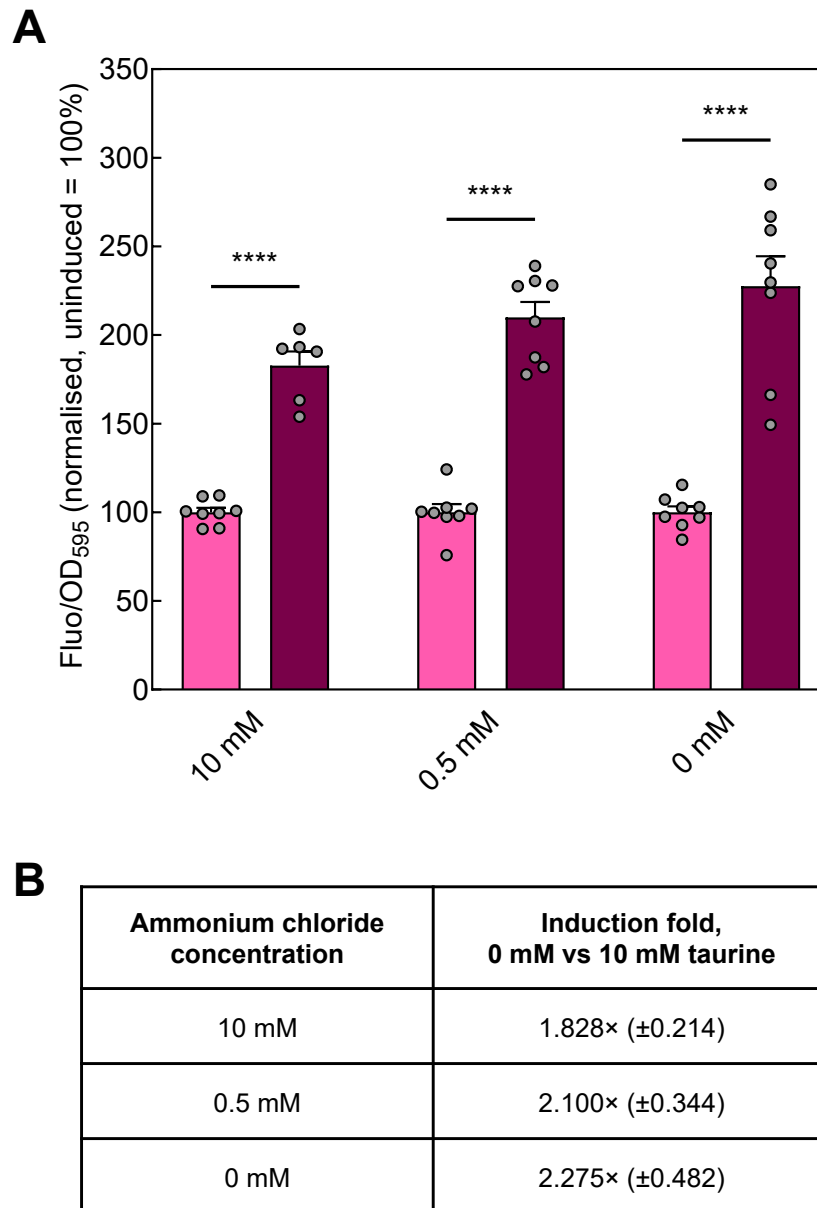 A
Fluo/OD595 (normalised, uninduced = 100%)
350
300
250
200
150
100
50
0
****
****
****
10 mM
0.5 mM
0 mM
B
Ammonium chloride
concentration
Induction fold,
0 mM vs 10 mM taurine
10 mM
1.828× (±0.214)
0.5 mM
2.100× (±0.344)
0 mM
2.275× (±0.482)